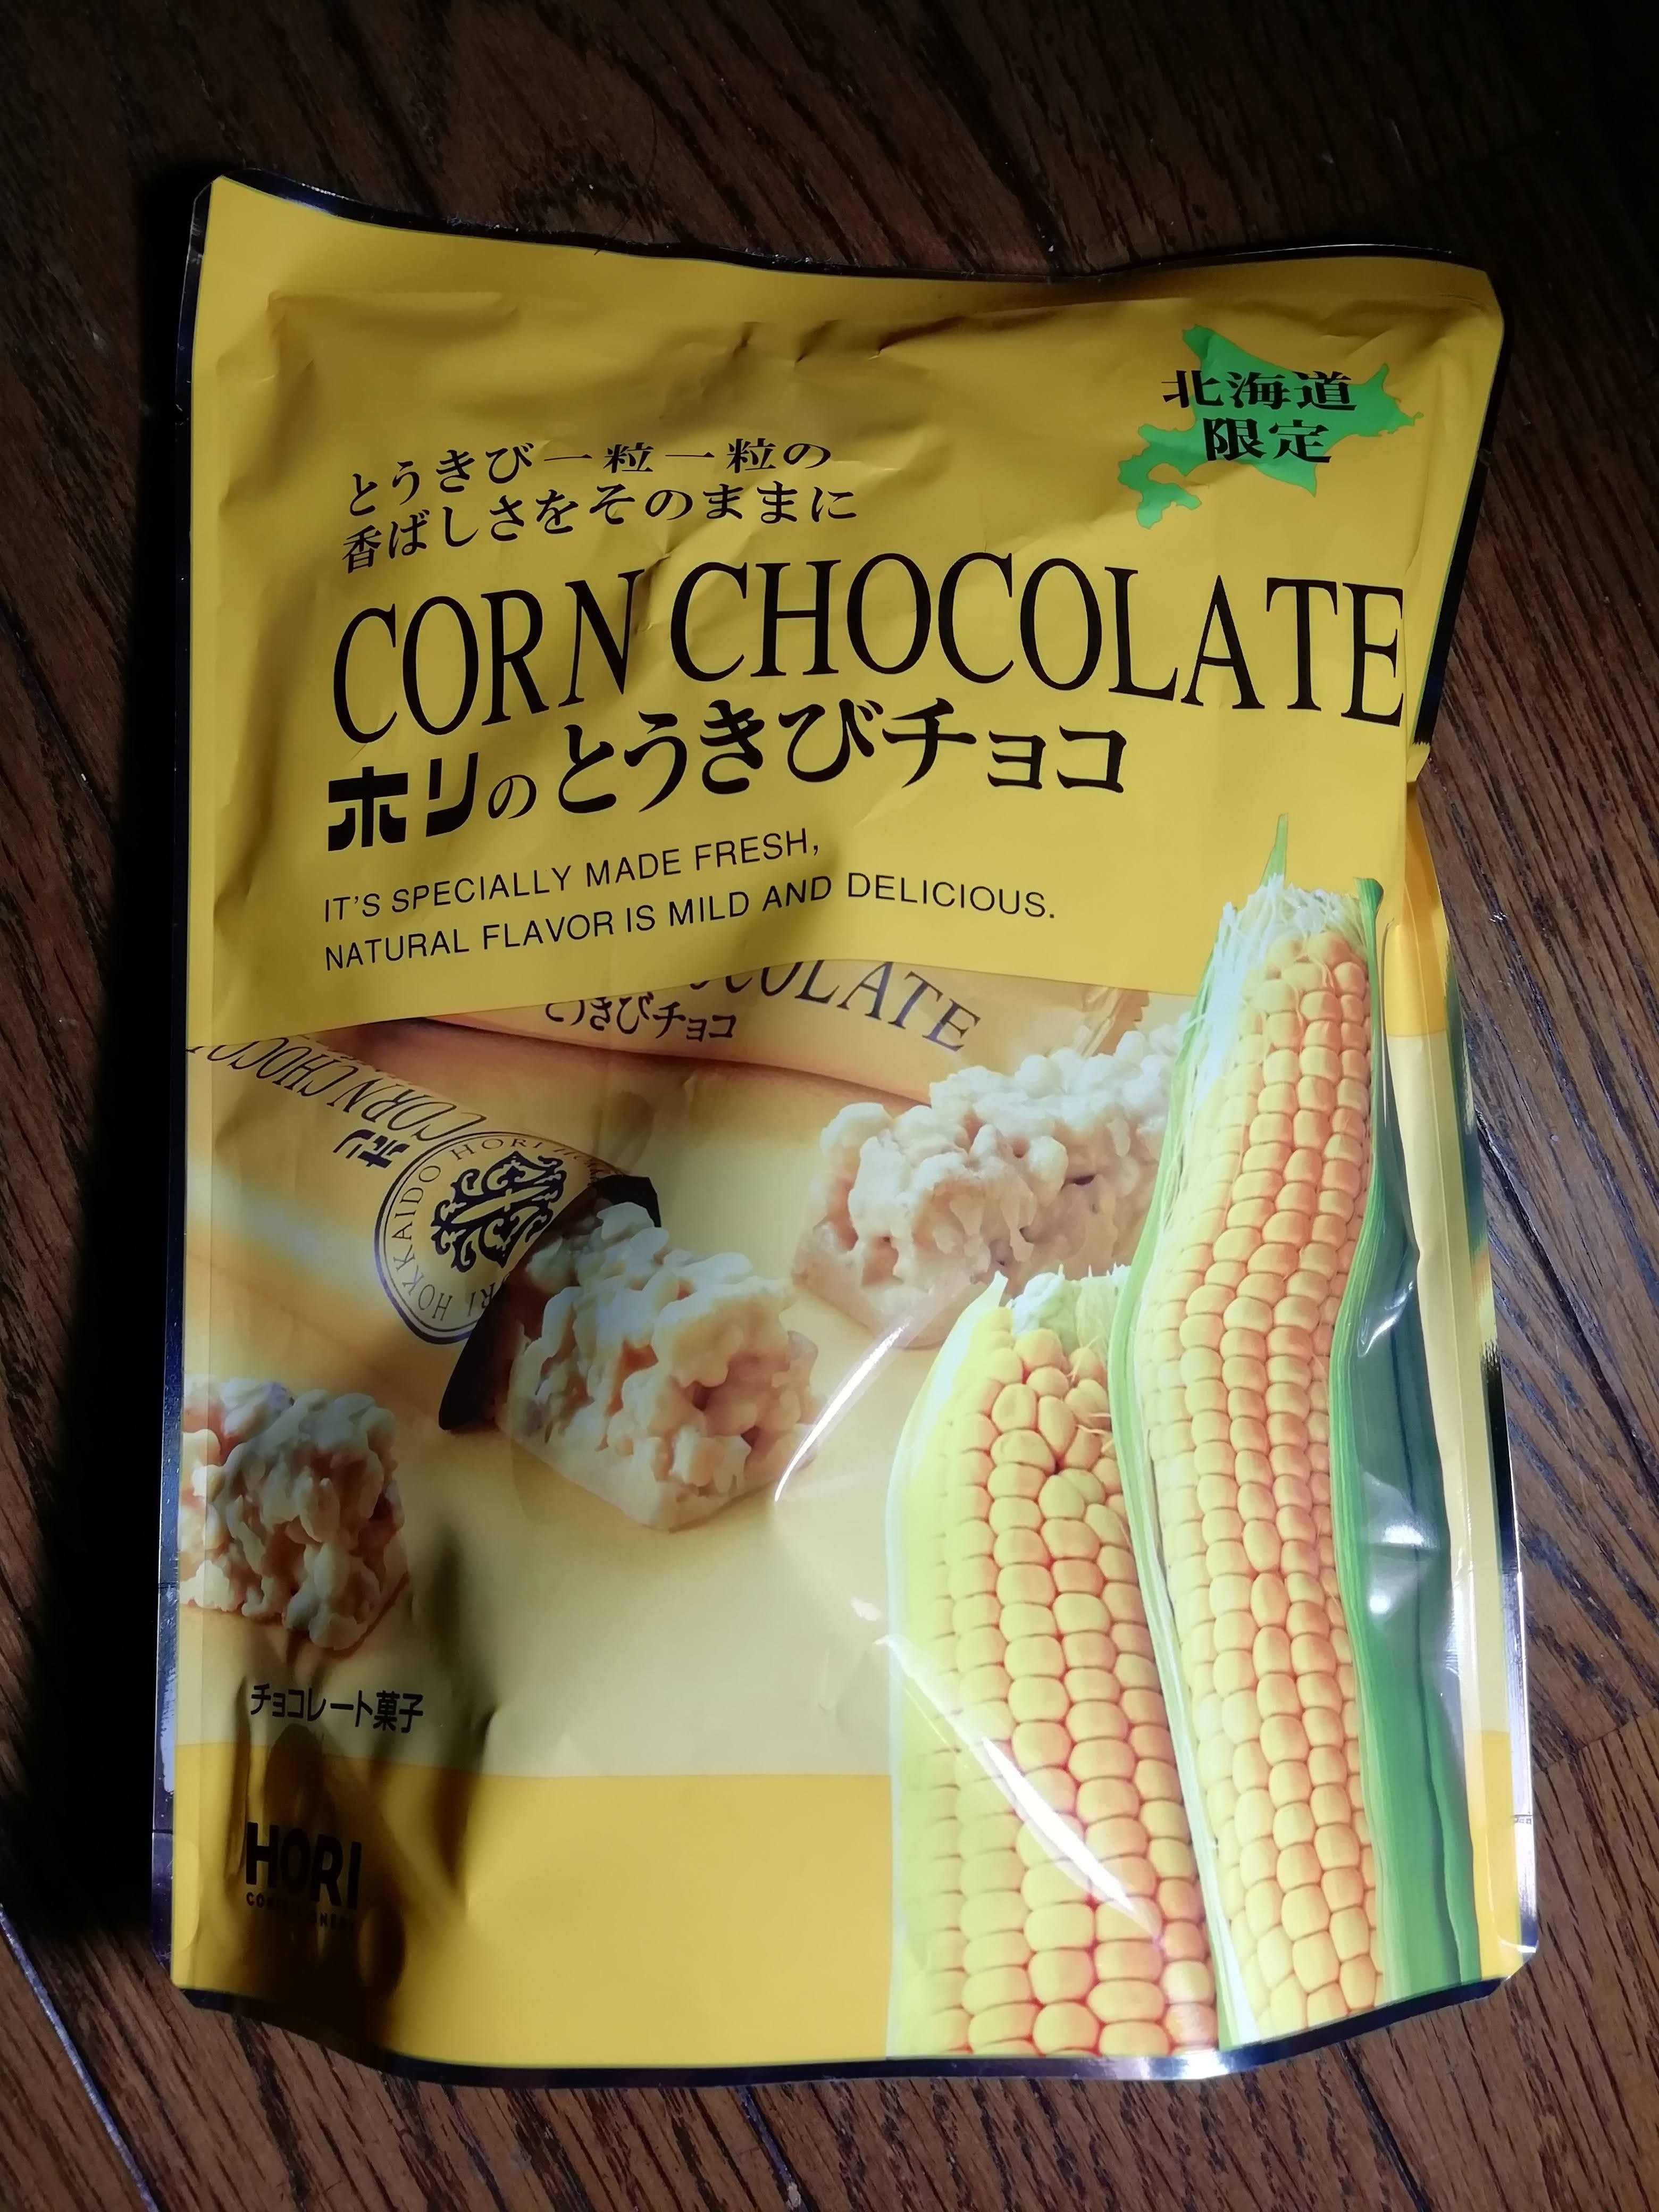 北海道
限定
とうきび一粒一粒の
香ばしさをそのままに
CORN CHOCOLATE
ホリのとうきびチョコ
IT'S SPECIALLY MADE FRESH,
NATURAL FLAVOR IS MILD AND DELICIOUS.
とうきびチョコ
CORN CHOCO
ホリ
HOKKAIDO HORI
チョコレート菓子
HORI